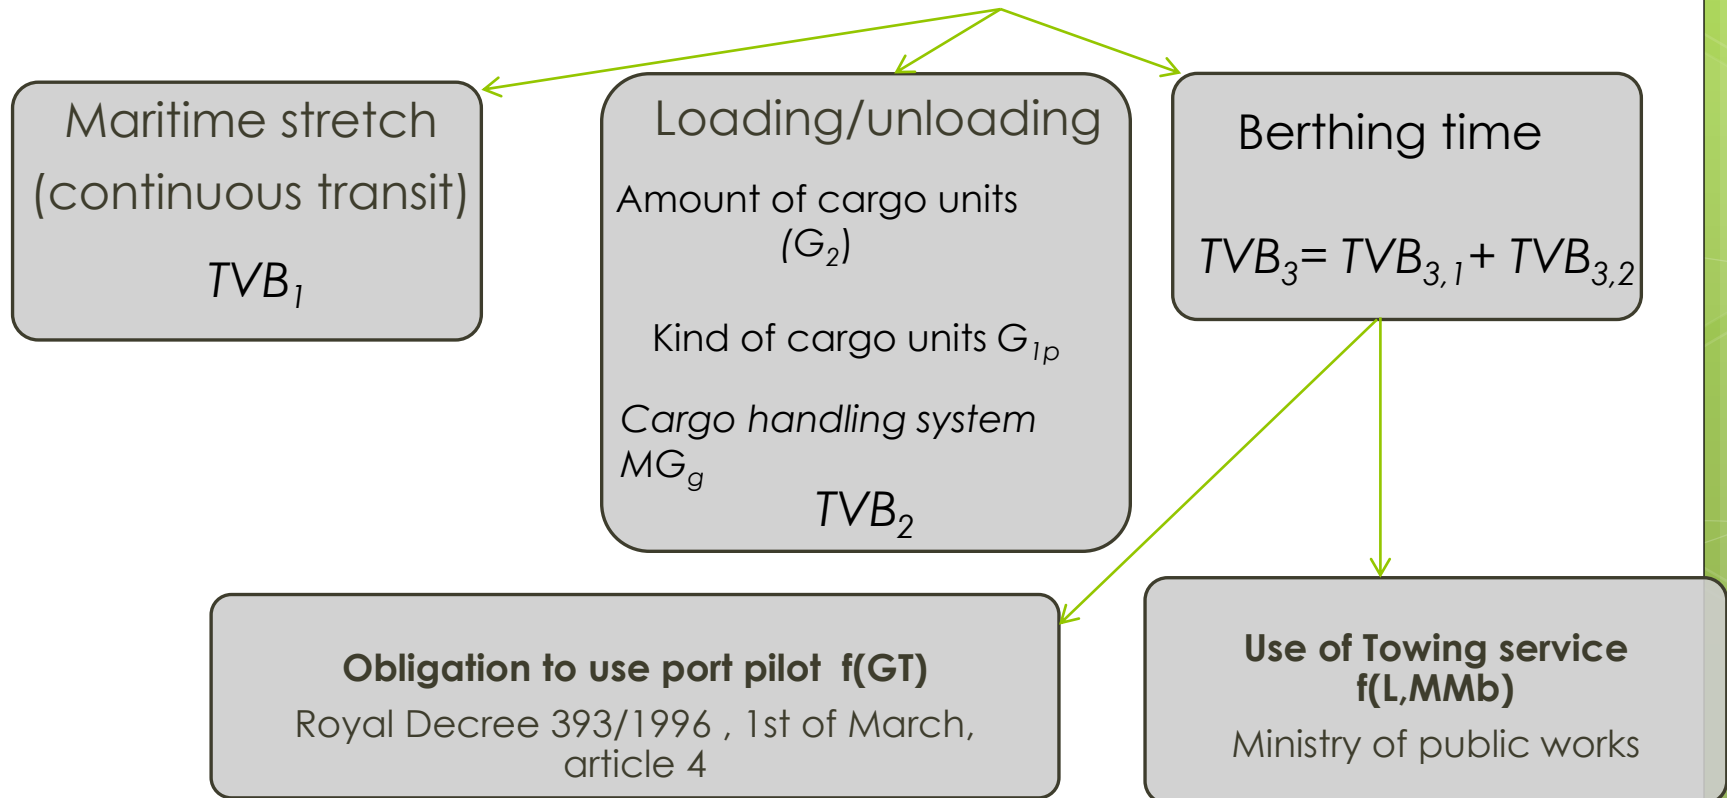 Maritime stretch
(continuous transit)
TVB₁
Loading/unloading
Amount of cargo units
(G₂)
Kind of cargo units G₁ₚ
Cargo handling system
MG_g
TVB₂
Berthing time
TVB₃= TVB₃,₁+ TVB₃,₂
Obligation to use port pilot f(GT)
Royal Decree 393/1996 , 1st of March,
article 4
Use of Towing service
f(L,MMb)
Ministry of public works